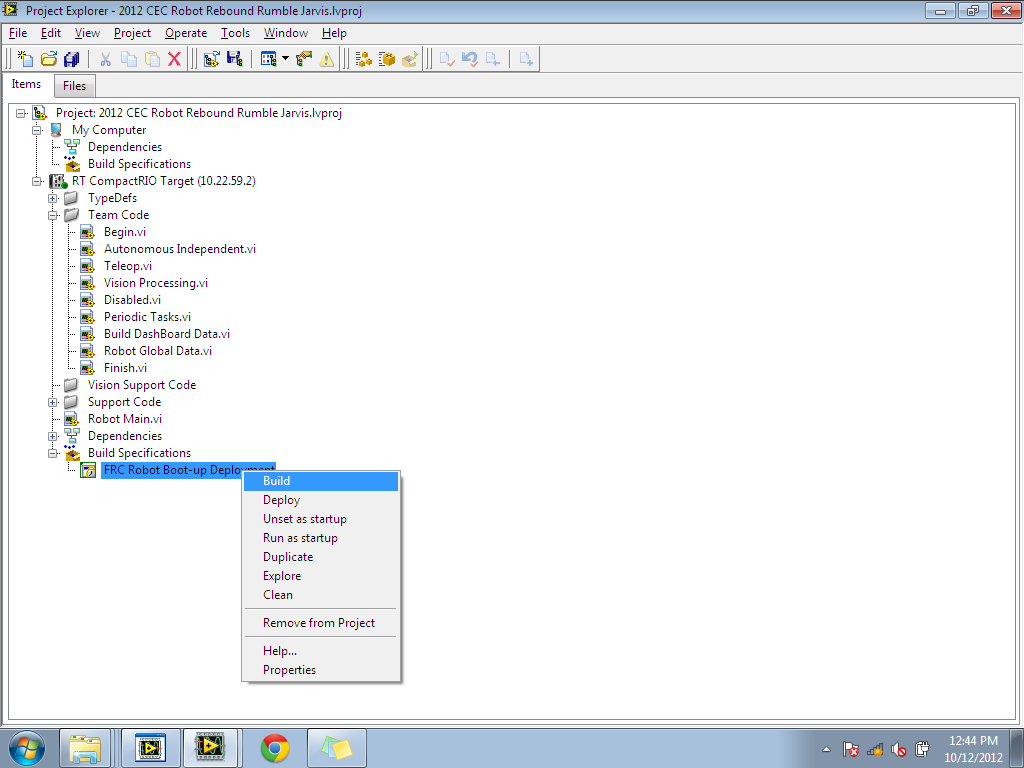 Project Explorer - 2012 CEC Robot Rebound Rumble Jarvis.lvproj
File Edit View Project Operate Tools Window Help
Items Files
Project: 2012 CEC Robot Rebound Rumble Jarvis.lvproj
My Computer
Dependencies
Build Specifications
RT CompactRIO Target (10.22.59.2)
TypeDefs
Team Code
Begin.vi
Autonomous Independent.vi
Teleop.vi
Vision Processing.vi
Disabled.vi
Periodic Tasks.vi
Build DashBoard Data.vi
Robot Global Data.vi
Finish.vi
Vision Support Code
Support Code
Robot Main.vi
Dependencies
Build Specifications
FRC Robot Boot-up Deployment
Build
Deploy
Unset as startup
Run as startup
Duplicate
Explore
Clean
Remove from Project
Help...
Properties
12:44 PM
10/12/2012